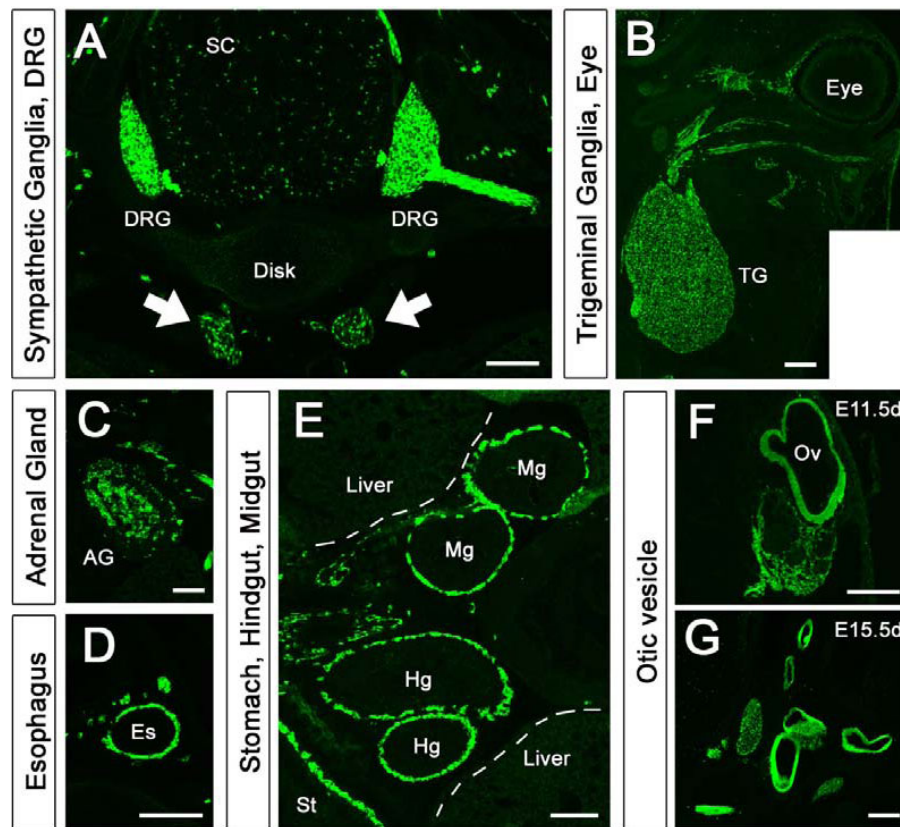 Sympathetic Ganglia, DRG
A
SC
DRG
DRG
Disk
Trigeminal Ganglia, Eye
B
Eye
TG
Adrenal Gland
C
AG
Esophagus
D
Es
Stomach, Hindgut, Midgut
E
Liver
Mg
Mg
Hg
Hg
Liver
St
Otic vesicle
F
E11.5d
Ov
G
E15.5d